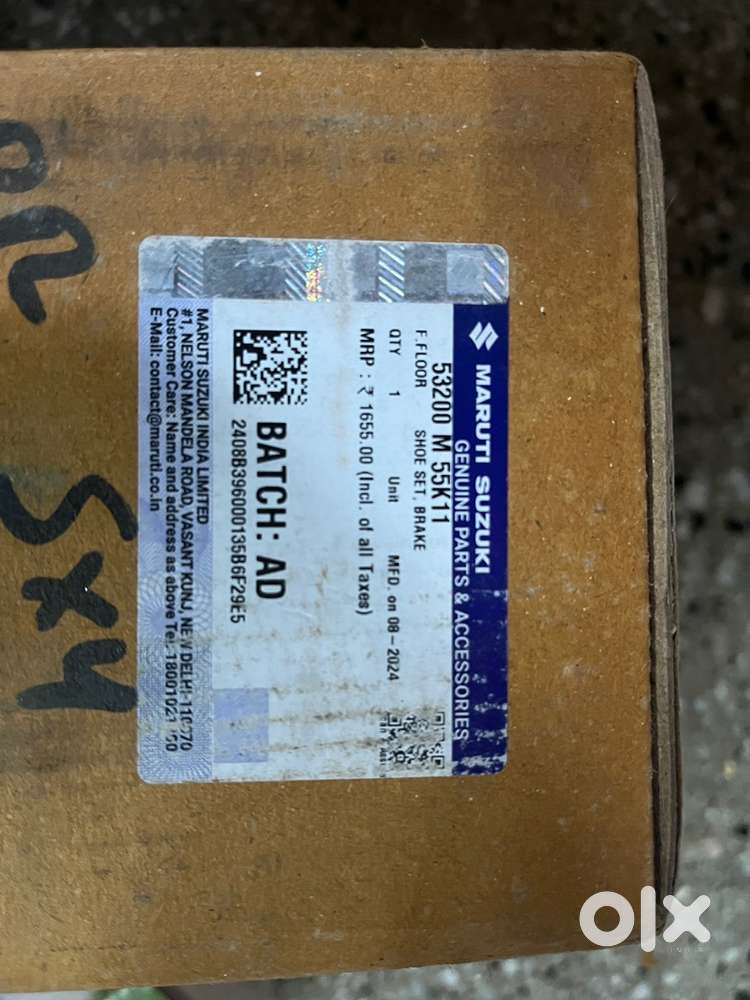 MARUTI SUZUKI
GENUINE PARTS & ACCESSORIES
53200 M 55K11
F.FLOOR SHOE SET, BRAKE
QTY 1 Unit MFD. on 08-2024
MRP : ₹ 1655.00 (Incl. of all Taxes)
BATCH: AD
2408B396000135B6F29E5
MARUTI SUZUKI INDIA LIMITED
#1, NELSON MANDELA ROAD, VASANT KUNJ, NEW DELHI-110070
Customer Care: Name and address as above Tel-
E-Mail: contact@maruti.co.in
SX4
olx
INDIA